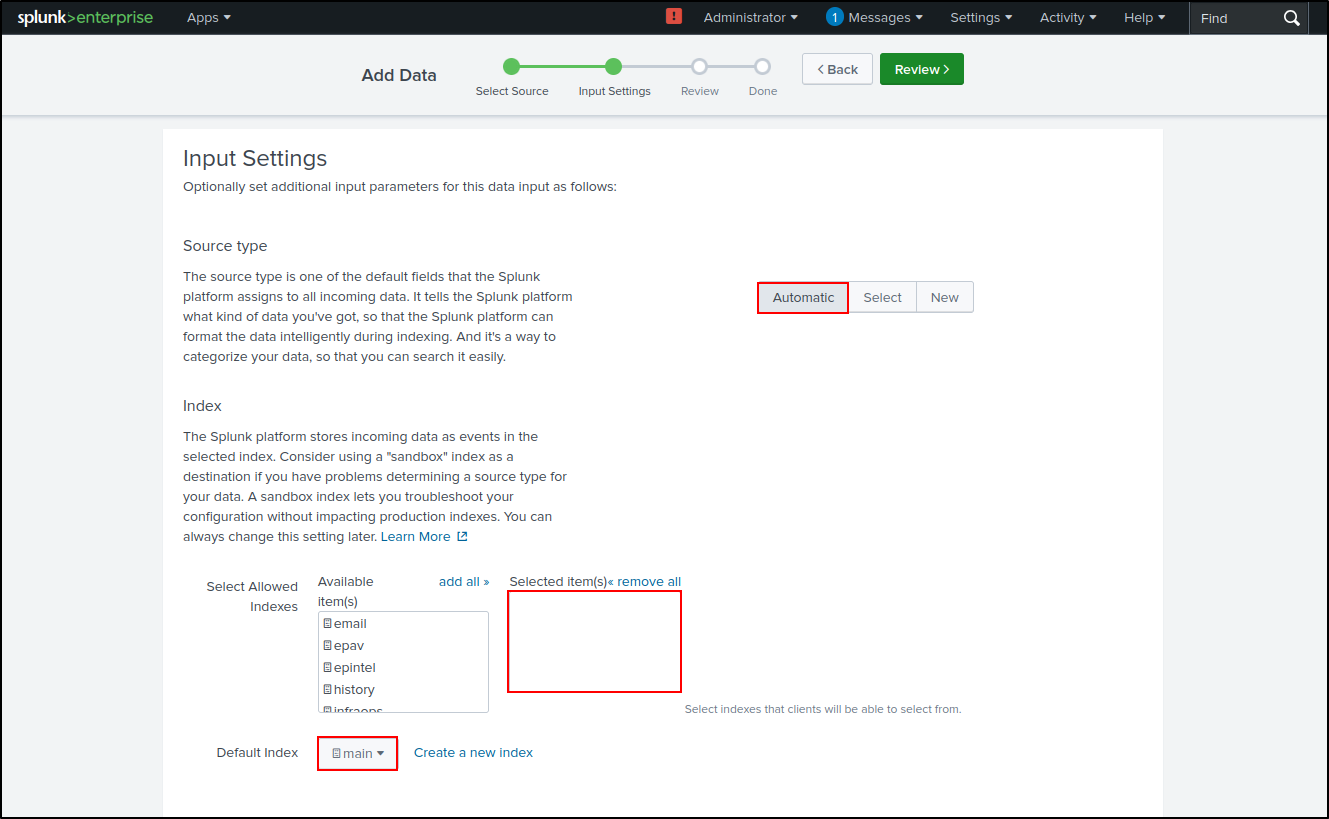 splunk>enterprise Apps ! Administrator 1 Messages Settings Activity Help Find
Add Data
Select Source Input Settings Review Done
Back
Review
Input Settings
Optionally set additional input parameters for this data input as follows:
Source type
The source type is one of the default fields that the Splunk
platform assigns to all incoming data. It tells the Splunk platform
what kind of data you've got, so that the Splunk platform can
format the data intelligently during indexing. And it's a way to
categorize your data, so that you can search it easily.
Automatic Select New
Index
The Splunk platform stores incoming data as events in the
selected index. Consider using a "sandbox" index as a
destination if you have problems determining a source type for
your data. A sandbox index lets you troubleshoot your
configuration without impacting production indexes. You can
always change this setting later. Learn More
Select Allowed
Indexes
Available
item(s)
add all »
email
epav
epintel
history
infraops
Selected item(s)« remove all
Select indexes that clients will be able to select from.
Default Index main Create a new index